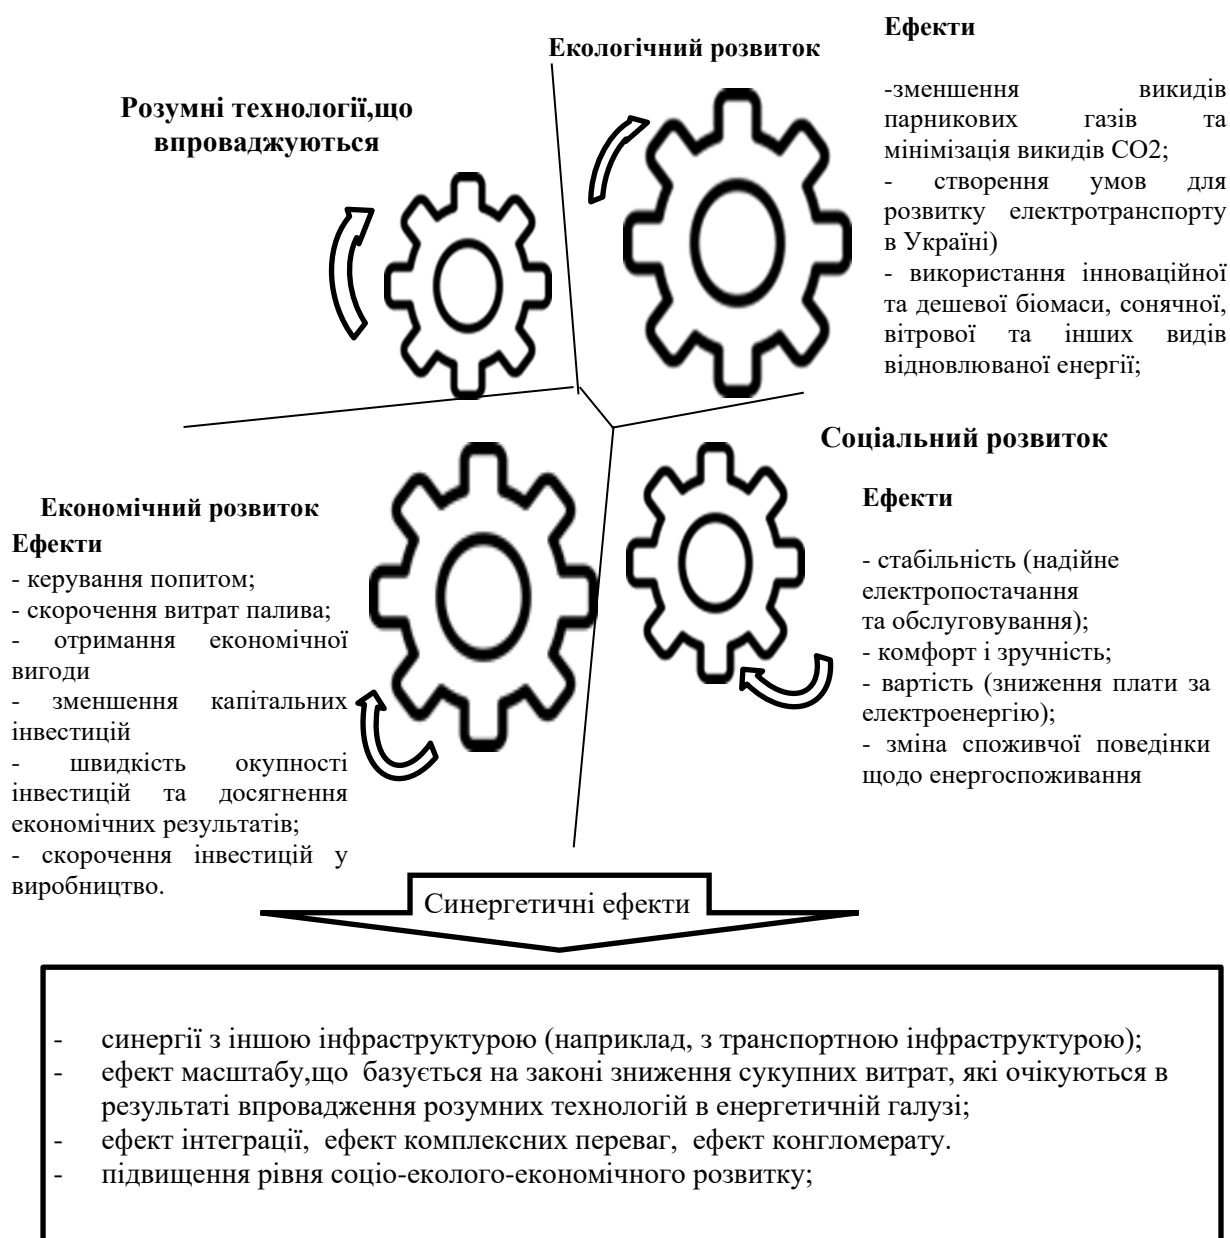 Екологічний розвиток
Розумні технології,що
впроваджуються
Ефекти
-зменшення викидів
парникових газів та
мінімізація викидів СО2;
- створення умов для
розвитку електротранспорту
в Україні)
- використання інноваційної
та дешевої біомаси, сонячної,
вітрової та інших видів
відновлюваної енергії;
Соціальний розвиток
Ефекти
- стабільність (надійне
електропостачання
та обслуговування);
- комфорт і зручність;
- вартість (зниження плати за
електроенергію);
- зміна споживчої поведінки
щодо енергоспоживання
Економічний розвиток
Ефекти
- керування попитом;
- скорочення витрат палива;
- отримання економічної
вигоди
- зменшення капітальних
інвестицій
- швидкість окупності
інвестицій та досягнення
економічних результатів;
- скорочення інвестицій у
виробництво.
Синергетичні ефекти
- синергії з іншою інфраструктурою (наприклад, з транспортною інфраструктурою);
- ефект масштабу,що базується на законі зниження сукупних витрат, які очікуються в
результаті впровадження розумних технологій в енергетичній галузі;
- ефект інтеграції, ефект комплексних переваг, ефект конгломерату.
- підвищення рівня соціо-еколого-економічного розвитку;